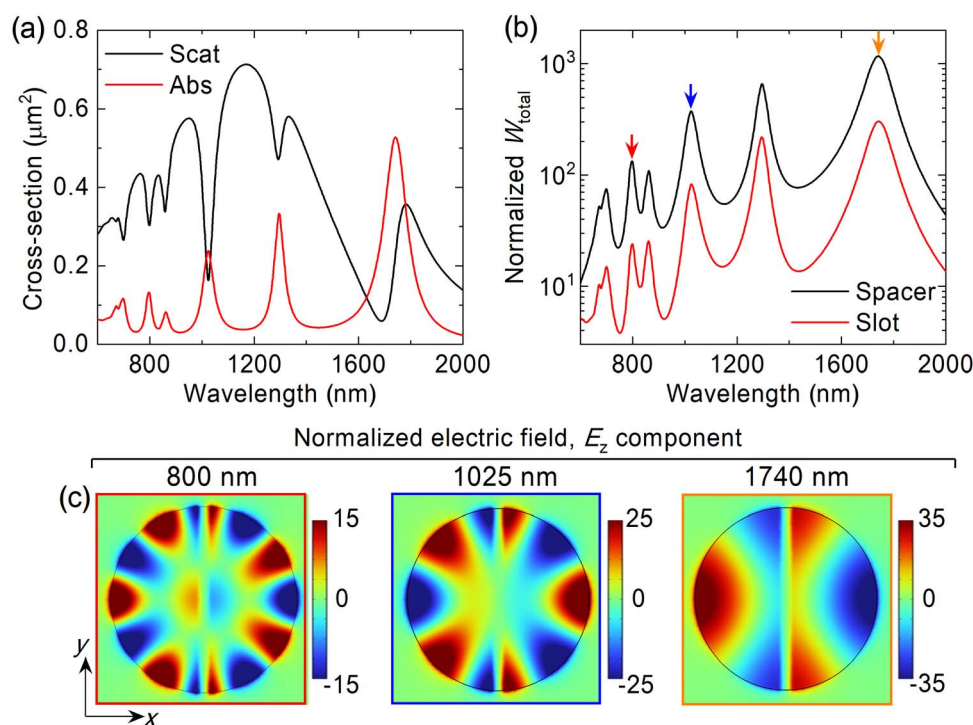 (a)
Scat
Abs
0.8
0.6
0.4
0.2
0.0
Cross-section (μm²)
800 1200 1600 2000
Wavelength (nm)
(b)
10³
10²
10¹
Normalized W_total
Spacer
Slot
800 1200 1600 2000
Wavelength (nm)
Normalized electric field, E_z component
800 nm 1025 nm 1740 nm
(c)
15
0
-15
25
0
-25
35
0
-35
y
x